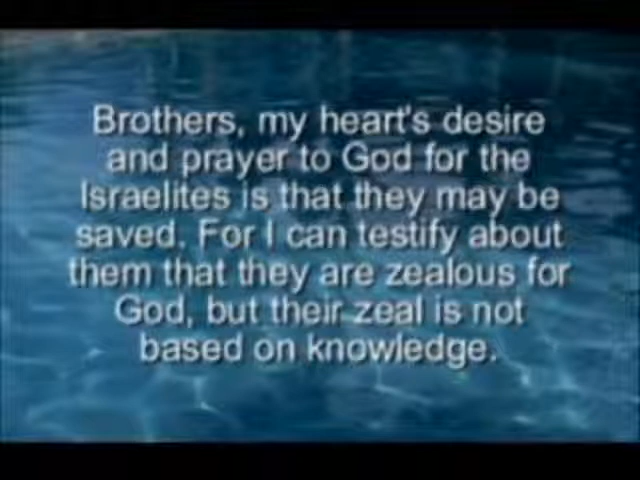 Brothers, my heart's desire
and prayer to God for the
Israelites is that they may be
saved. For I can testify about
them that they are zealous for
God, but their zeal is not
based on knowledge.